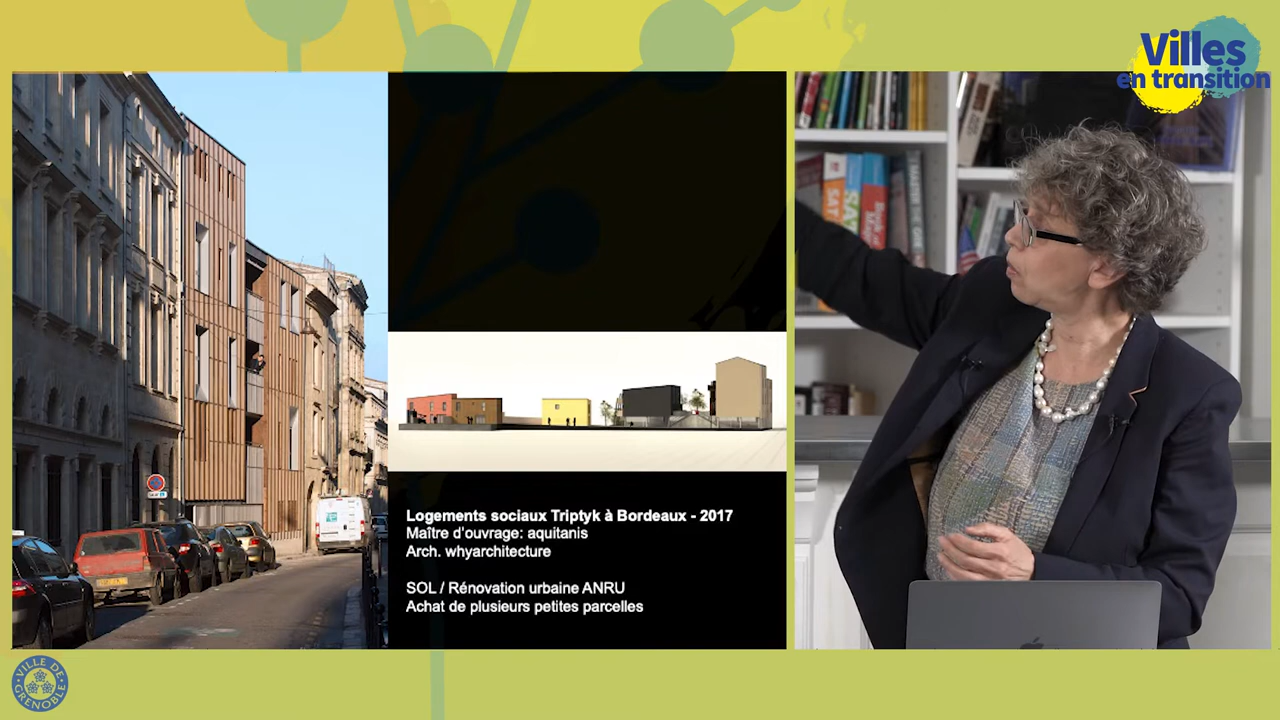 Villes
en transition
Logements sociaux Triptyk à Bordeaux - 2017
Maître d'ouvrage: aquitanis
Arch. whyarchitecture
SOL / Rénovation urbaine ANRU
Achat de plusieurs petites parcelles
VILLE DE
GRENOBLE